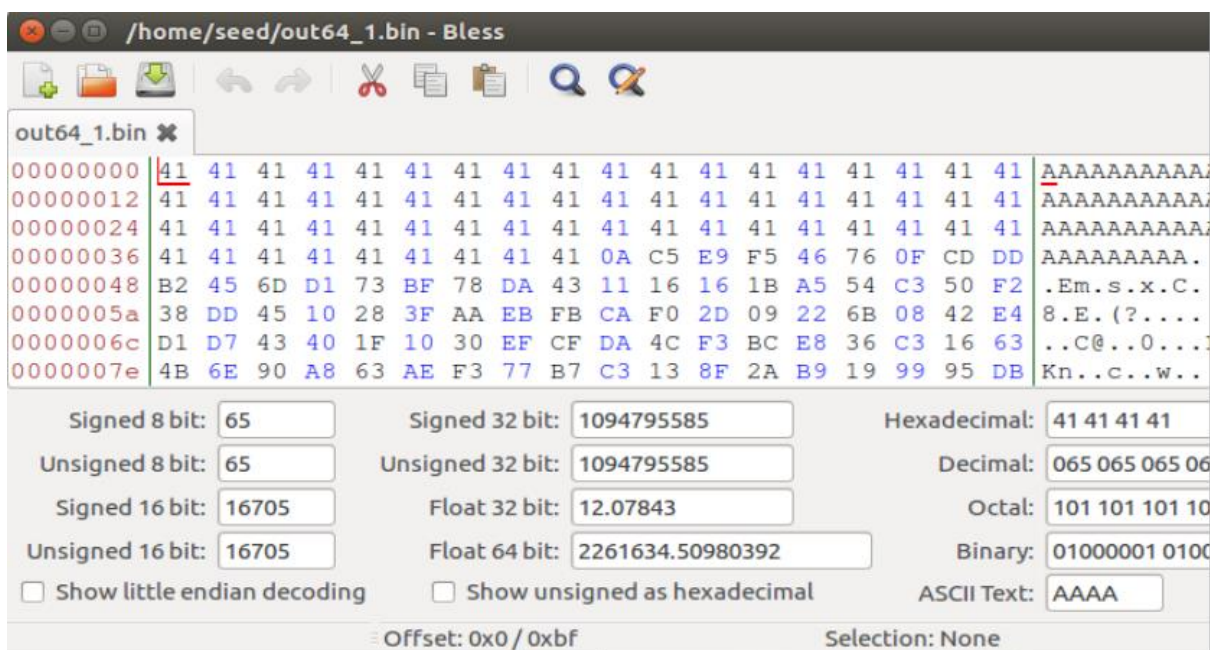 /home/seed/out64_1.bin - Bless
out64_1.bin
00000000 41 41 41 41 41 41 41 41 41 41 41 41 41 41 41 41 41 41 AAAAAAAAAAA
00000012 41 41 41 41 41 41 41 41 41 41 41 41 41 41 41 41 41 41 AAAAAAAAAAA
00000024 41 41 41 41 41 41 41 41 41 41 41 41 41 41 41 41 41 41 AAAAAAAAAAA
00000036 41 41 41 41 41 41 41 41 41 0A C5 E9 F5 46 76 0F CD DD AAAAAAAAA.
00000048 B2 45 6D D1 73 BF 78 DA 43 11 16 16 1B A5 54 C3 50 F2 .Em.s.x.C.
0000005a 38 DD 45 10 28 3F AA EB FB CA F0 2D 09 22 6B 08 42 E4 8.E.(?....
0000006c D1 D7 43 40 1F 10 30 EF CF DA 4C F3 BC E8 36 C3 16 63 ..C@..0...
0000007e 4B 6E 90 A8 63 AE F3 77 B7 C3 13 8F 2A B9 19 99 95 DB Kn..c..w..
Signed 8 bit: 65 Signed 32 bit: 1094795585 Hexadecimal: 41 41 41 41
Unsigned 8 bit: 65 Unsigned 32 bit: 1094795585 Decimal: 065 065 065 06
Signed 16 bit: 16705 Float 32 bit: 12.07843 Octal: 101 101 101 10
Unsigned 16 bit: 16705 Float 64 bit: 2261634.50980392 Binary: 01000001 0100
Show little endian decoding Show unsigned as hexadecimal ASCII Text: AAAA
Offset: 0x0 / 0xbf Selection: None